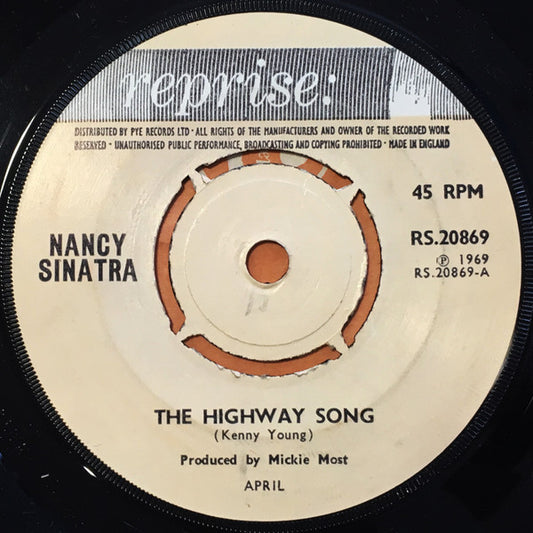 reprise:
DISTRIBUTED BY PYE RECORDS LTD · ALL RIGHTS OF THE MANUFACTURERS AND OWNER OF THE RECORDED WORK
RESERVED · UNAUTHORISED PUBLIC PERFORMANCE, BROADCASTING AND COPYING PROHIBITED · MADE IN ENGLAND
45 RPM
NANCY
SINATRA
RS.20869
℗ 1969
RS.20869-A
THE HIGHWAY SONG
(Kenny Young)
Produced by Mickie Most
APRIL